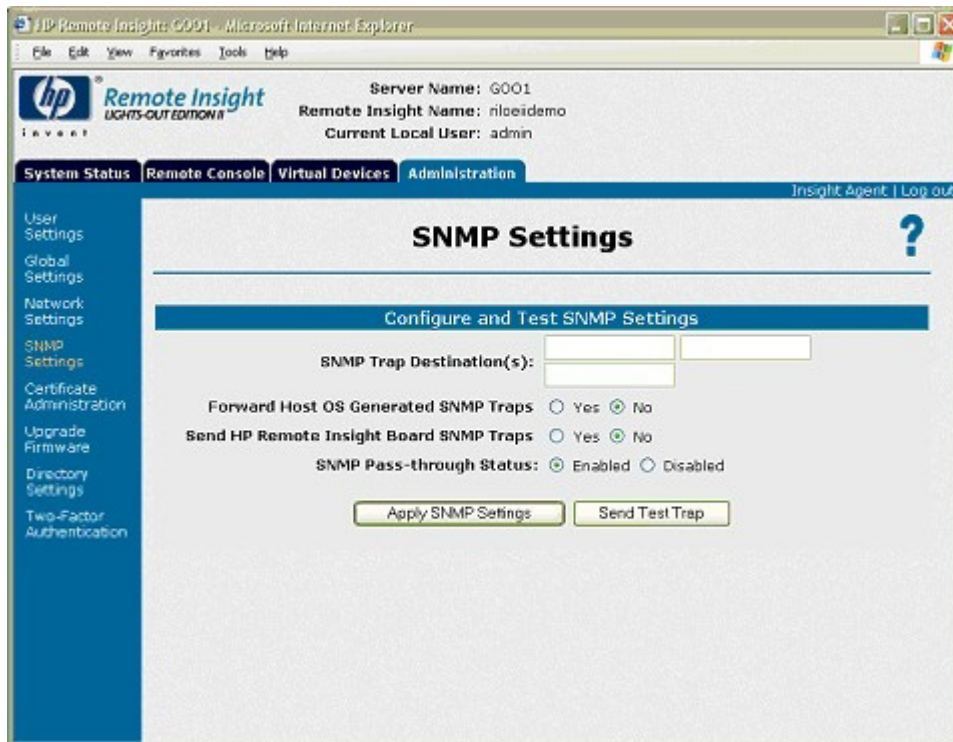 HP Remote Insight: GOO1 - Microsoft Internet Explorer
File Edit View Favorites Tools Help
hp
invent
Remote Insight
LIGHTS-OUT EDITION II
Server Name: GOO1
Remote Insight Name: riloeiidemo
Current Local User: admin
System Status Remote Console Virtual Devices Administration
Insight Agent | Log out
User
Settings
Global
Settings
Network
Settings
SNMP
Settings
Certificate
Administration
Upgrade
Firmware
Directory
Settings
Two-Factor
Authentication
SNMP Settings
?
Configure and Test SNMP Settings
SNMP Trap Destination(s):
Forward Host OS Generated SNMP Traps Yes No
Send HP Remote Insight Board SNMP Traps Yes No
SNMP Pass-through Status: Enabled Disabled
Apply SNMP Settings Send Test Trap